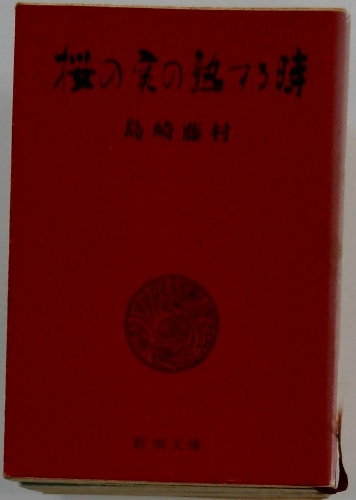 桜の実の熟する時
島崎藤村
新潮文庫